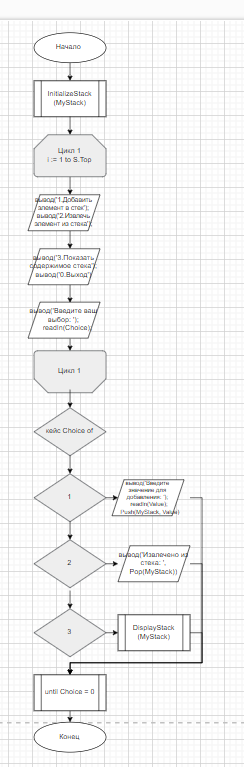 Начало
InitializeStack
(MyStack)
Цикл 1
i := 1 to S.Top
вывод('1.Добавить
элемент в стек');
вывод('2.Извлечь
элемент из стека');
вывод('3.Показать
содержимое стека');
вывод('0.Выход')
вывод('Введите ваш
выбор: ');
readln(Choice);
Цикл 1
кейс Choice of
1
вывод('Введите
значение для
добавления: ');
readln(Value);
Push(MyStack, Value)
2
вывод('Извлечено из
стека: ',
Pop(MyStack))
3
DisplayStack
(MyStack)
until Choice = 0
Конец